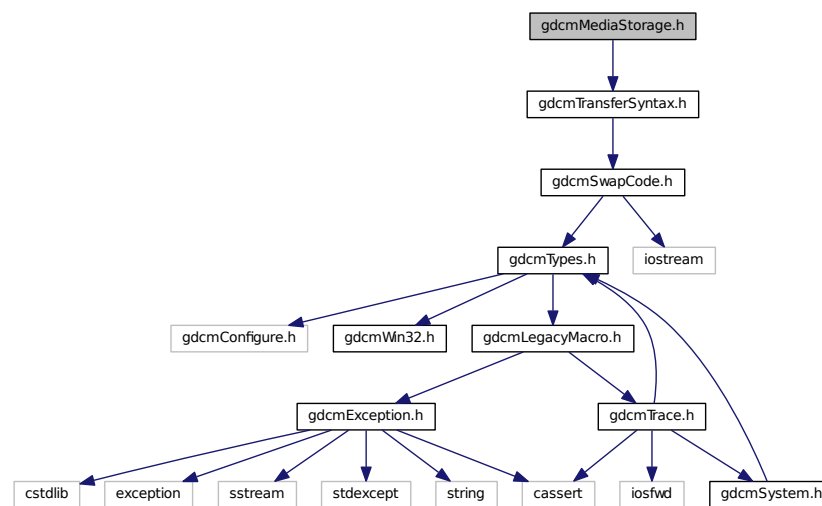 gdcmMediaStorage.h
gdcmTransferSyntax.h
gdcmSwapCode.h
gdcmTypes.h
iostream
gdcmConfigure.h
gdcmWin32.h
gdcmLegacyMacro.h
gdcmException.h
gdcmTrace.h
cstdlib
exception
sstream
stdexcept
string
cassert
iosfwd
gdcmSystem.h